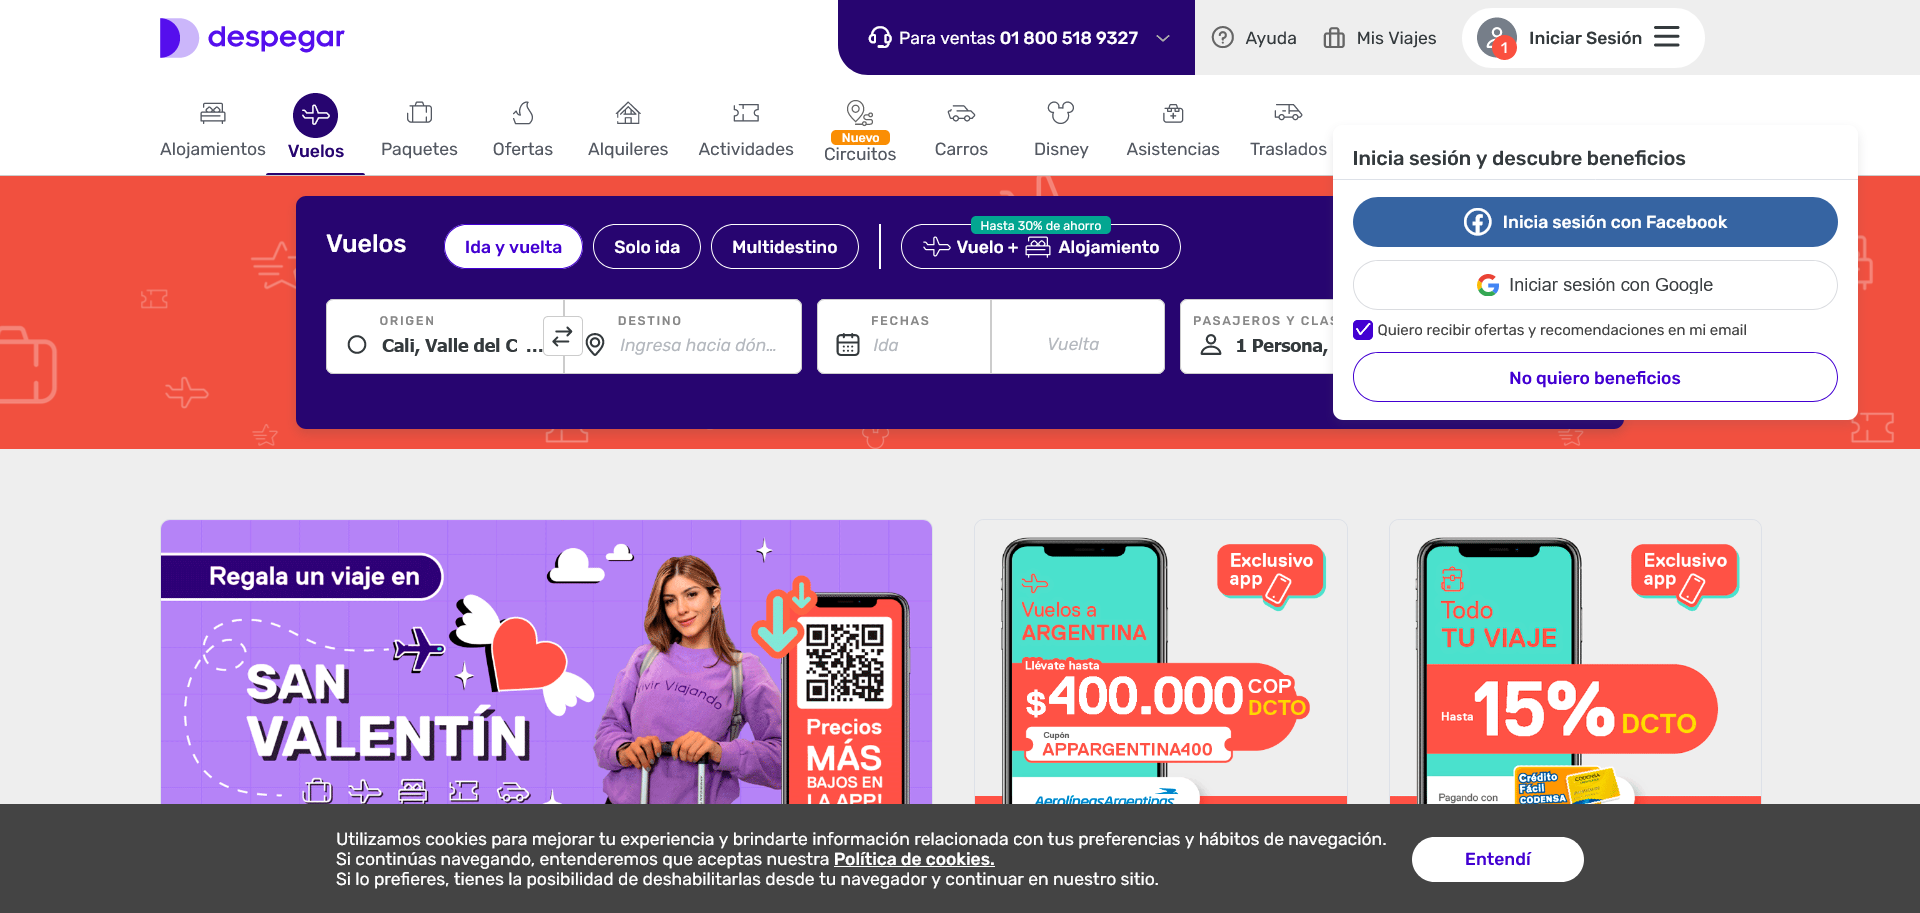 despegar
Para ventas 01 800 518 9327
Ayuda
Mis Viajes
1
Iniciar Sesión
Alojamientos
Vuelos
Paquetes
Ofertas
Alquileres
Actividades
Nuevo
Circuitos
Carros
Disney
Asistencias
Traslados
Inicia sesión y descubre beneficios
Inicia sesión con Facebook
Iniciar sesión con Google
Quiero recibir ofertas y recomendaciones en mi email
No quiero beneficios
Vuelos
Ida y vuelta
Solo ida
Multidestino
Hasta 30% de ahorro
Vuelo + Alojamiento
ORIGEN
Cali, Valle del C ...
DESTINO
Ingresa hacia dón...
FECHAS
Ida
Vuelta
PASAJEROS Y CLAS
1 Persona,
Regala un viaje en
SAN
VALENTÍN
Vivir Viajando
Precios
MÁS
BAJOS EN
LA APP!
Exclusivo
app
Vuelos a
ARGENTINA
Llévate hasta
$400.000 COP
DCTO
Cupón
APPARGENTINA400
AerolíneasArgentinas
Exclusivo
app
Todo
TU VIAJE
Hasta 15% DCTO
Pagando con
Crédito
Fácil
CODENSA
CODENSA
Utilizamos cookies para mejorar tu experiencia y brindarte información relacionada con tus preferencias y hábitos de navegación.
Si continúas navegando, entenderemos que aceptas nuestra Política de cookies.
Si lo prefieres, tienes la posibilidad de deshabilitarlas desde tu navegador y continuar en nuestro sitio.
Entendí